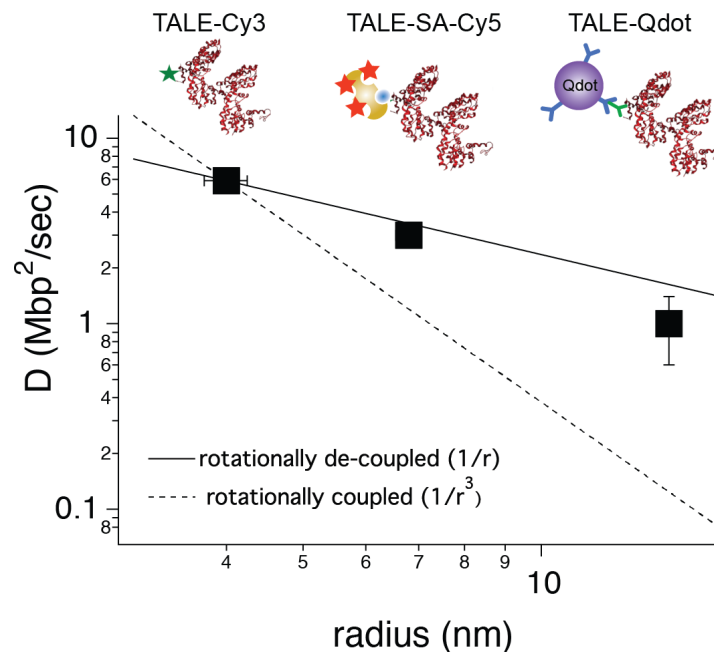 TALE-Cy3 TALE-SA-Cy5 TALE-Qdot
Qdot
10
8
6
4
2
1
8
6
4
2
0.1
8
D (Mbp²/sec)
rotationally de-coupled (1/r)
rotationally coupled (1/r³)
4 5 6 7 8 9 10
radius (nm)